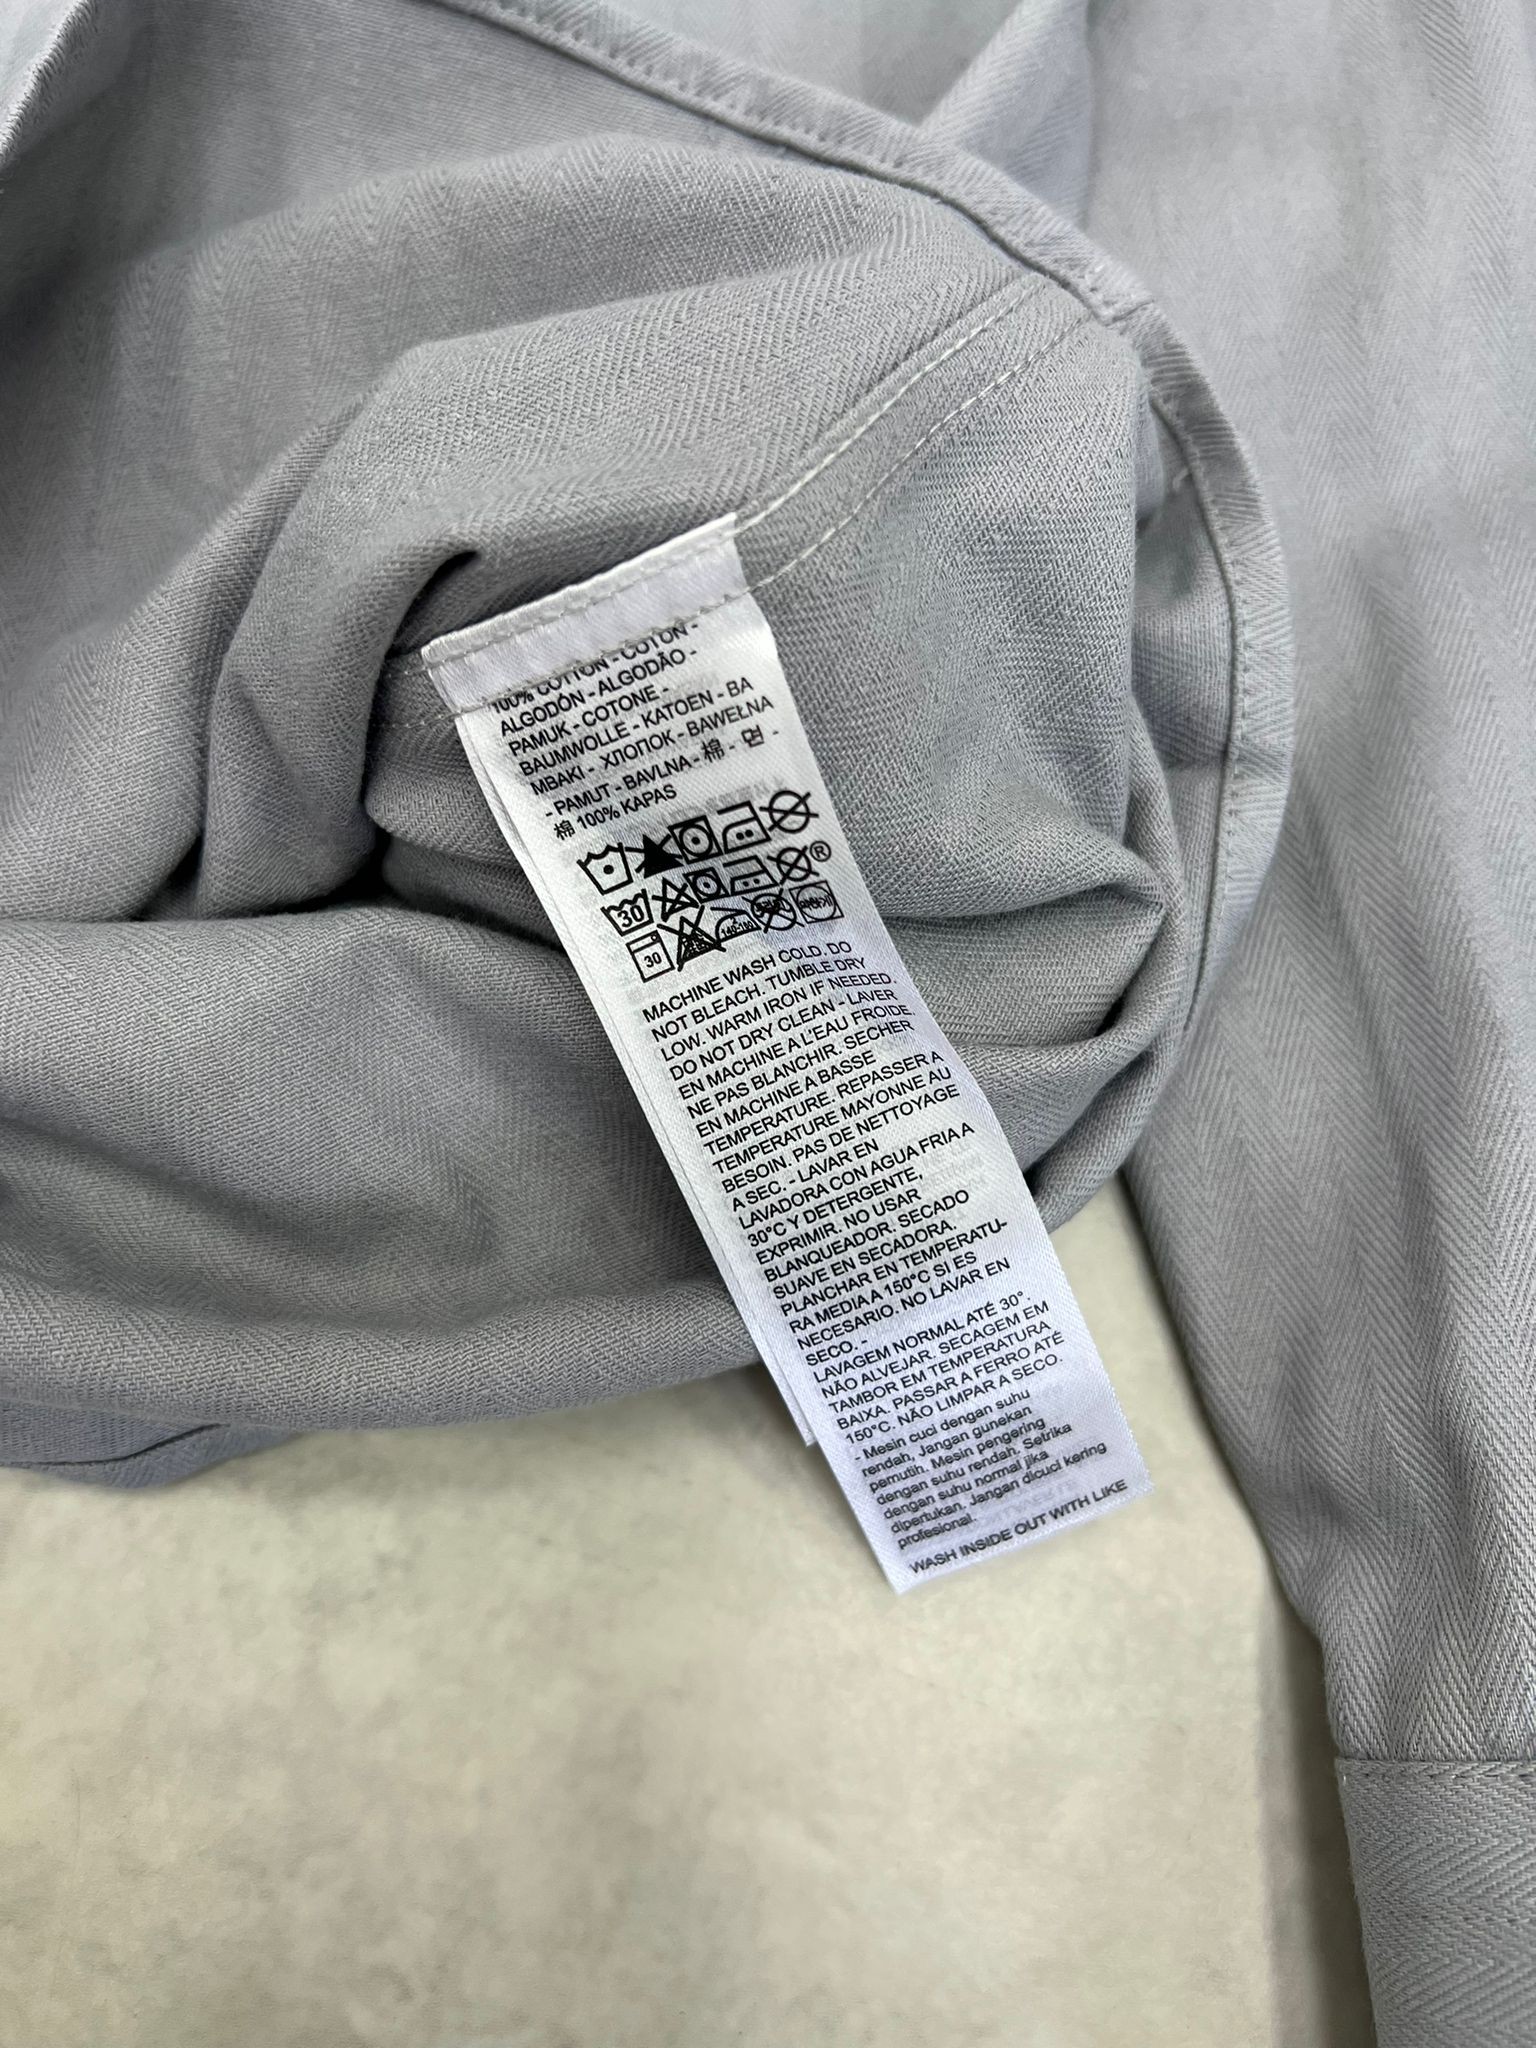 100% COTTON - COTON -
ALGODÓN - ALGODÃO -
PAMUK - COTONE -
BAUMWOLLE - KATOEN - BA
MBAKI - ХЛОПОК - BAWEŁNA
- PAMUT - BAVLNA - 棉 - 면 -
棉 100% KAPAS
30
®
30
140-160
MACHINE WASH COLD. DO
NOT BLEACH. TUMBLE DRY
LOW. WARM IRON IF NEEDED.
DO NOT DRY CLEAN - LAVER
EN MACHINE A L'EAU FROIDE.
NE PAS BLANCHIR. SECHER
EN MACHINE A BASSE
TEMPERATURE. REPASSER A
TEMPERATURE MAYONNE AU
BESOIN. PAS DE NETTOYAGE
A SEC. - LAVAR EN
LAVADORA CON AGUA FRIA A
30°C Y DETERGENTE,
EXPRIMIR. NO USAR
BLANQUEADOR. SECADO
SUAVE EN SECADORA.
PLANCHAR EN TEMPERATU-
RA MEDIA A 150°C SI ES
NECESARIO. NO LAVAR EN
SECO. -
LAVAGEM NORMAL ATÉ 30°.
NÃO ALVEJAR. SECAGEM EM
TAMBOR EM TEMPERATURA
BAIXA. PASSAR A FERRO ATÉ
150°C. NÃO LIMPAR A SECO.
- Mesin cuci dengan suhu
rendah, Jangan gunekan
pemutih. Mesin pengering
dengan suhu rendah. Setrika
dengan suhu normal jika
dipertukan. Jangan dicuci kering
profesional.
WASH INSIDE OUT WITH LIKE